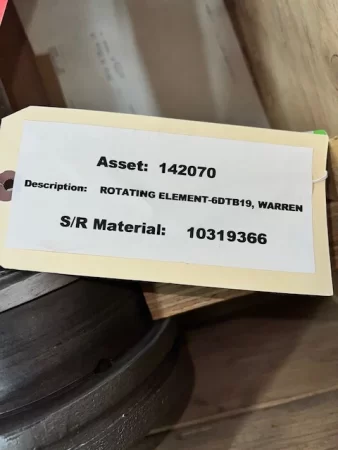 Asset: 142070
Description: ROTATING ELEMENT-6DTB19, WARREN
S/R Material: 10319366